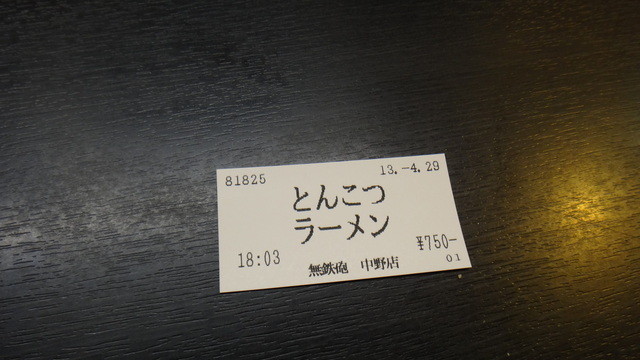 81825 13.-4.29
とんこつ
ラーメン
18:03 ¥750-
無鉄砲 中野店 01